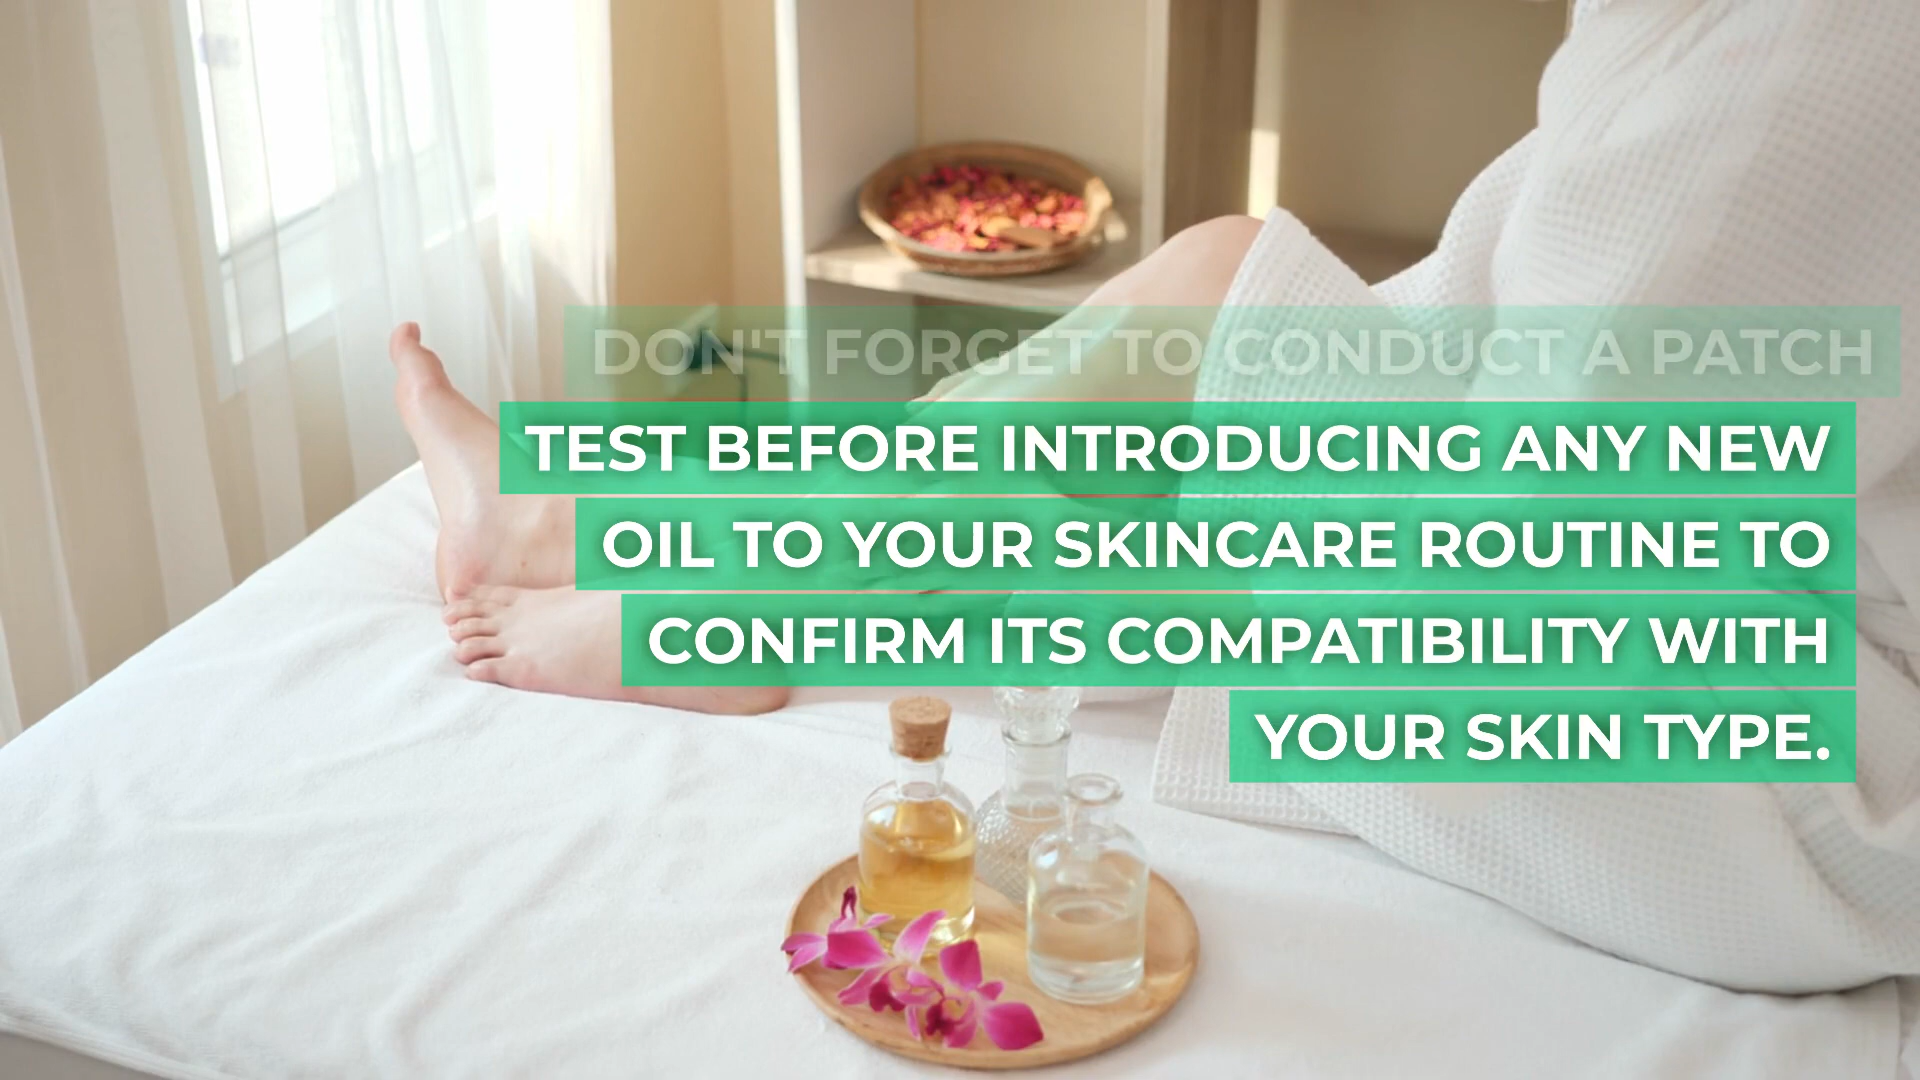 DON'T FORGET TO CONDUCT A PATCH
TEST BEFORE INTRODUCING ANY NEW
OIL TO YOUR SKINCARE ROUTINE TO
CONFIRM ITS COMPATIBILITY WITH
YOUR SKIN TYPE.